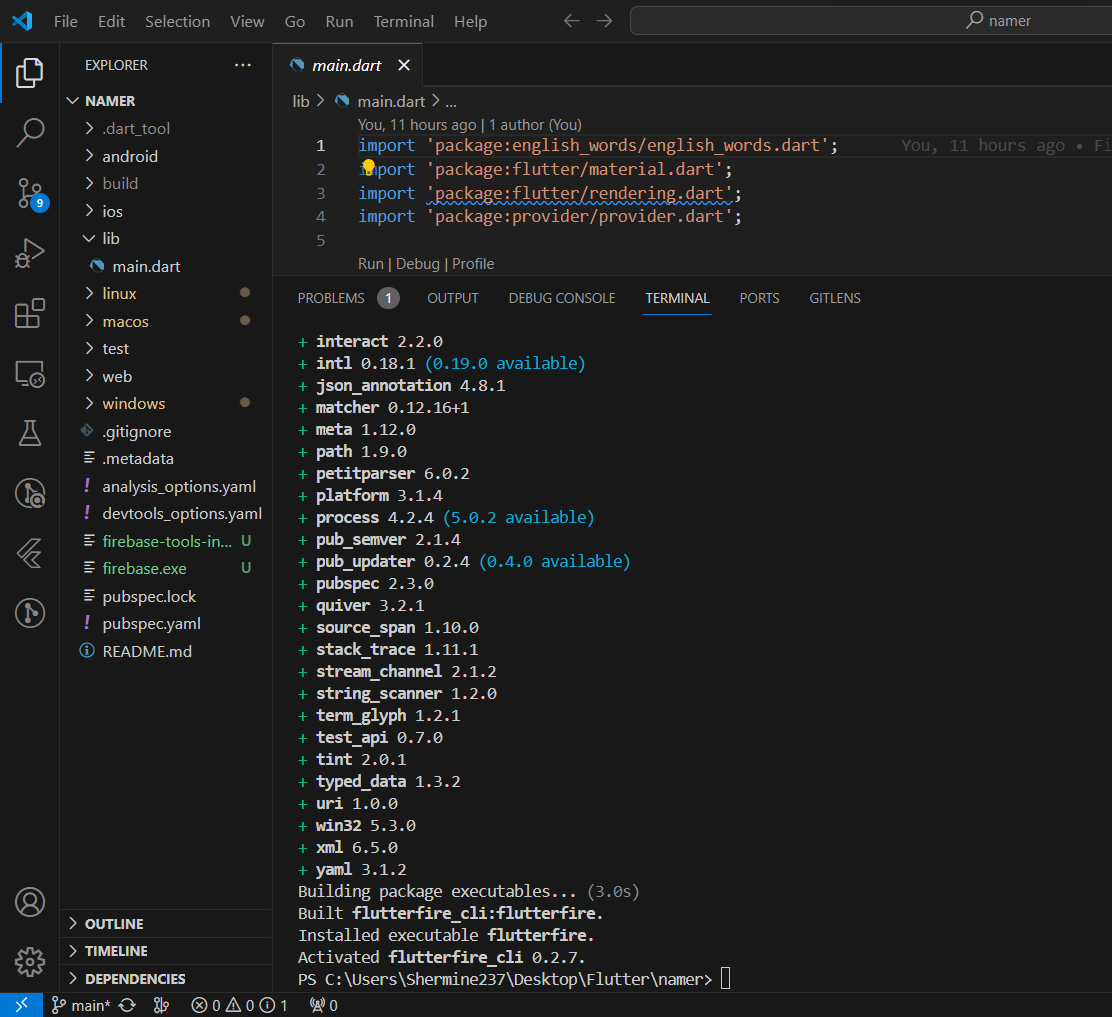 File Edit Selection View Go Run Terminal Help
namer
EXPLORER
NAMER
.dart_tool
android
build
ios
lib
main.dart
linux
macos
test
web
windows
.gitignore
.metadata
analysis_options.yaml
devtools_options.yaml
firebase-tools-in... U
firebase.exe U
pubspec.lock
pubspec.yaml
README.md
OUTLINE
TIMELINE
DEPENDENCIES
9
main.dart
lib > main.dart > ...
You, 11 hours ago | 1 author (You)
1 import 'package:english_words/english_words.dart'; You, 11 hours ago • Fi
2 import 'package:flutter/material.dart';
3 import 'package:flutter/rendering.dart';
4 import 'package:provider/provider.dart';
5
Run | Debug | Profile
PROBLEMS 1 OUTPUT DEBUG CONSOLE TERMINAL PORTS GITLENS
+ interact 2.2.0
+ intl 0.18.1 (0.19.0 available)
+ json_annotation 4.8.1
+ matcher 0.12.16+1
+ meta 1.12.0
+ path 1.9.0
+ petitparser 6.0.2
+ platform 3.1.4
+ process 4.2.4 (5.0.2 available)
+ pub_semver 2.1.4
+ pub_updater 0.2.4 (0.4.0 available)
+ pubspec 2.3.0
+ quiver 3.2.1
+ source_span 1.10.0
+ stack_trace 1.11.1
+ stream_channel 2.1.2
+ string_scanner 1.2.0
+ term_glyph 1.2.1
+ test_api 0.7.0
+ tint 2.0.1
+ typed_data 1.3.2
+ uri 1.0.0
+ win32 5.3.0
+ xml 6.5.0
+ yaml 3.1.2
Building package executables... (3.0s)
Built flutterfire_cli:flutterfire.
Installed executable flutterfire.
Activated flutterfire_cli 0.2.7.
PS C:\Users\Shermine237\Desktop\Flutter\namer>
main* 0 0 1 0